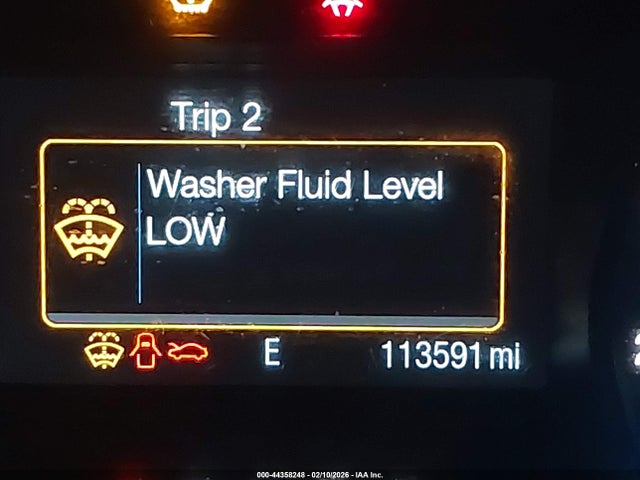 Trip 2
Washer Fluid Level
LOW
E
113591 mi
000-44358248 - 02/10/2026 - IAA Inc.